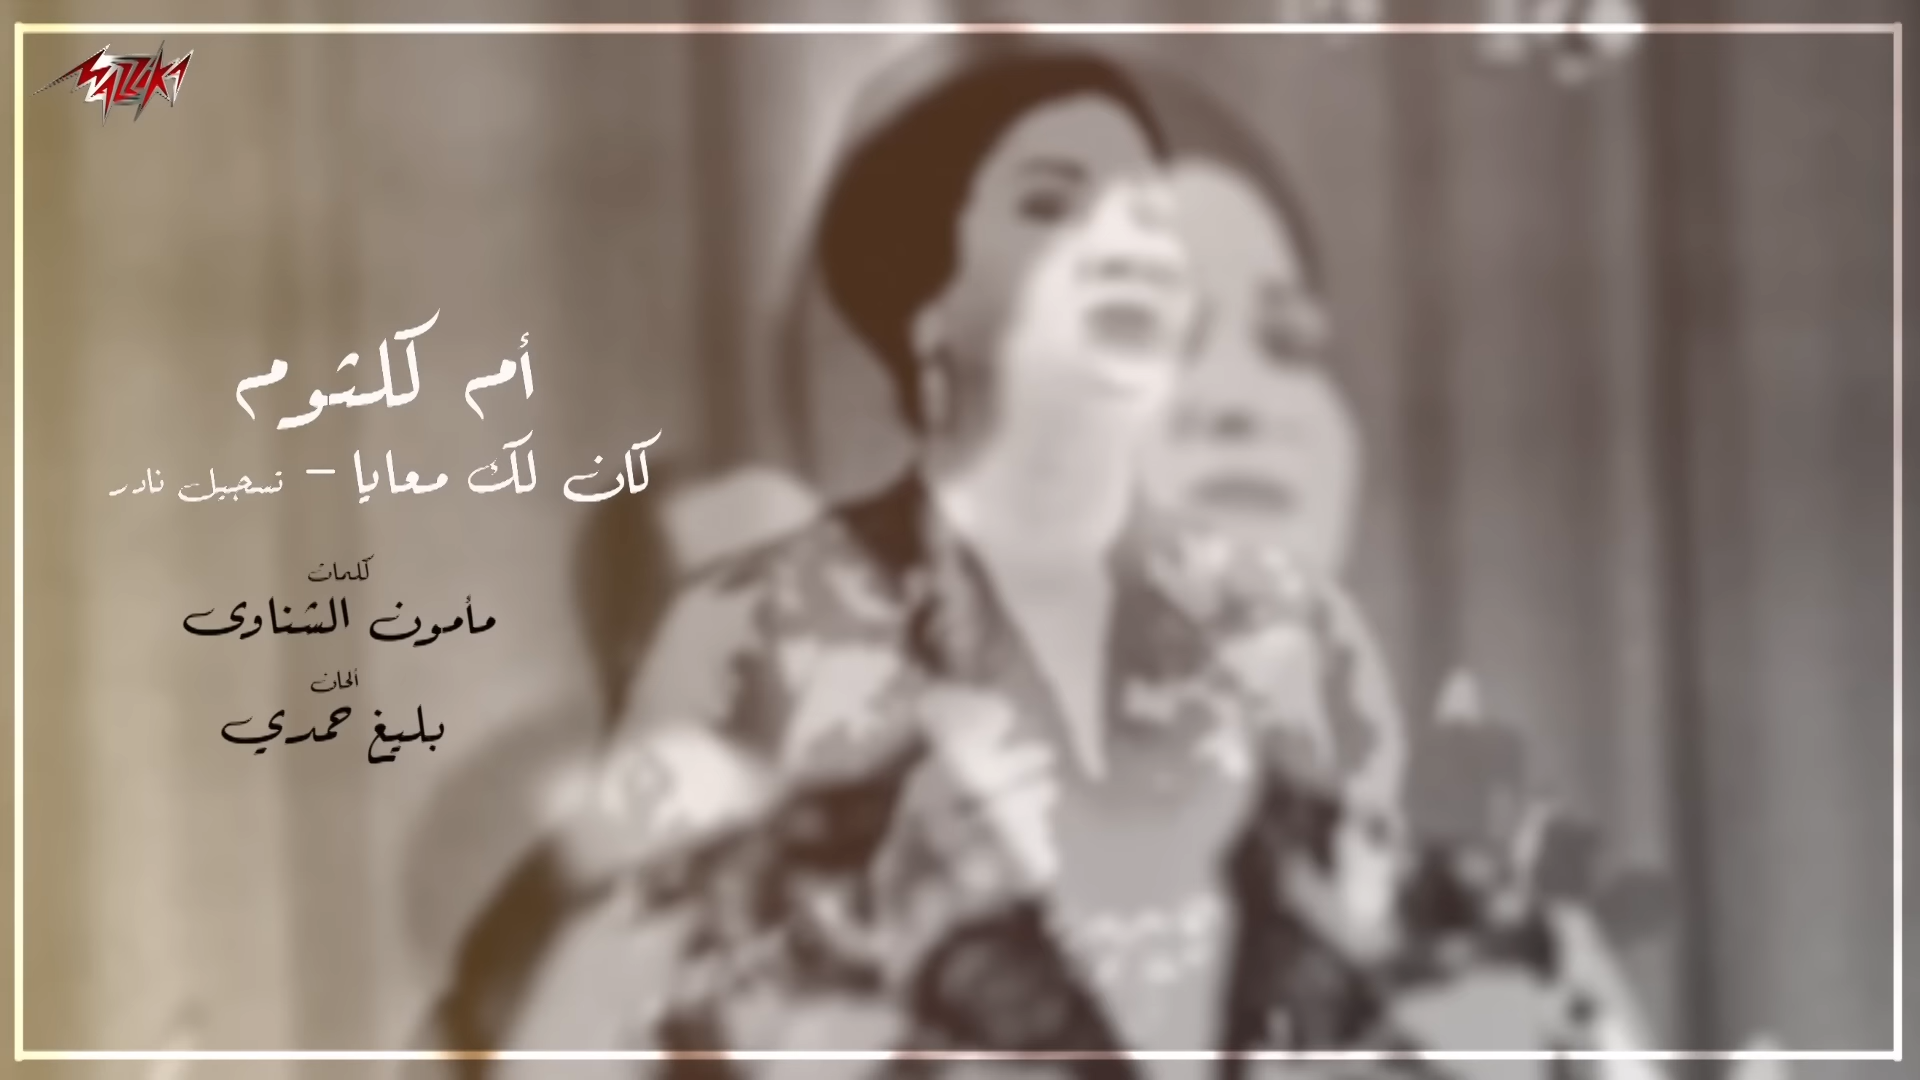 MAZZIKA
أم كلثوم
كان لك معايا – تسجيل نادر
كلمات
مأمون الشناوى
ألحان
بليغ حمدي